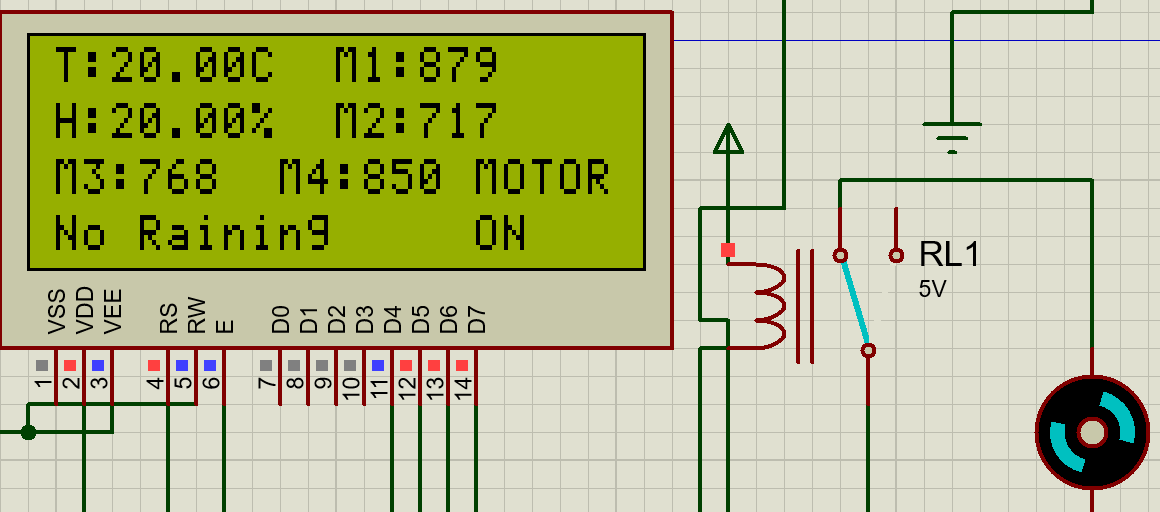 T:20.00C M1:879
H:20.00% M2:717
M3:768 M4:850 MOTOR
No Raining ON
VSS VDD VEE RS RW E D0 D1 D2 D3 D4 D5 D6 D7
1 2 3 4 5 6 7 8 9 10 11 12 13 14
RL1
5V